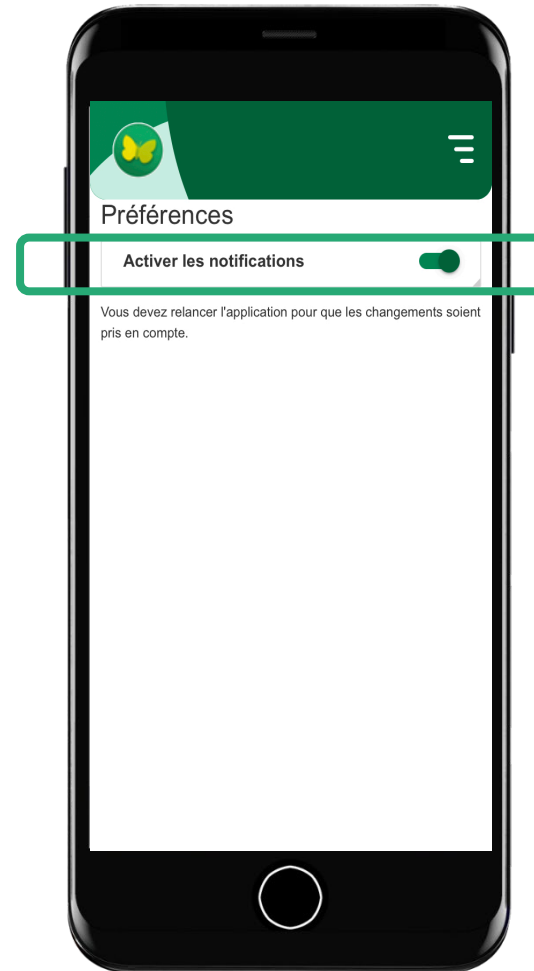 Préférences
Activer les notifications
Vous devez relancer l'application pour que les changements soient
pris en compte.